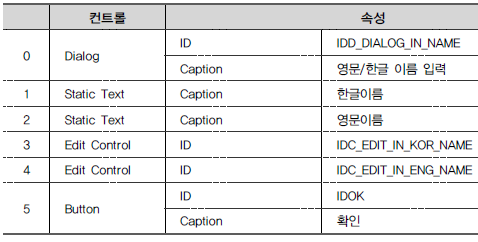 컨트롤 속성
0 Dialog ID IDD_DIALOG_IN_NAME
Caption 영문/한글 이름 입력
1 Static Text Caption 한글이름
2 Static Text Caption 영문이름
3 Edit Control ID IDC_EDIT_IN_KOR_NAME
4 Edit Control ID IDC_EDIT_IN_ENG_NAME
5 Button ID IDOK
Caption 확인